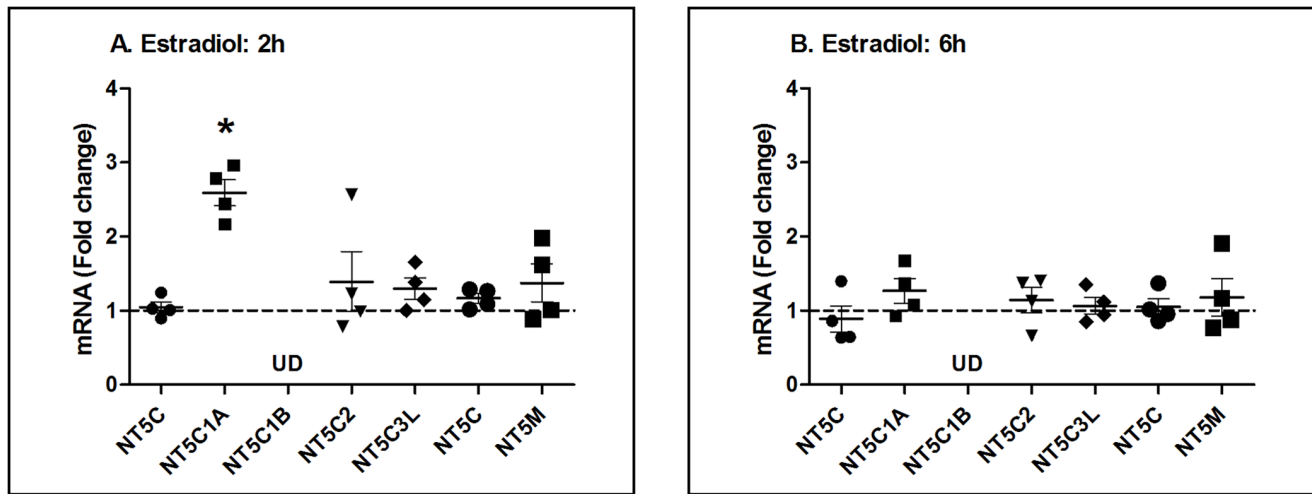 A. Estradiol: 2h
mRNA (Fold change)
4
3
2
1
0
*
UD
NT5C
NT5C1A
NT5C1B
NT5C2
NT5C3L
NT5C
NT5M
B. Estradiol: 6h
mRNA (Fold change)
4
3
2
1
0
UD
NT5C
NT5C1A
NT5C1B
NT5C2
NT5C3L
NT5C
NT5M